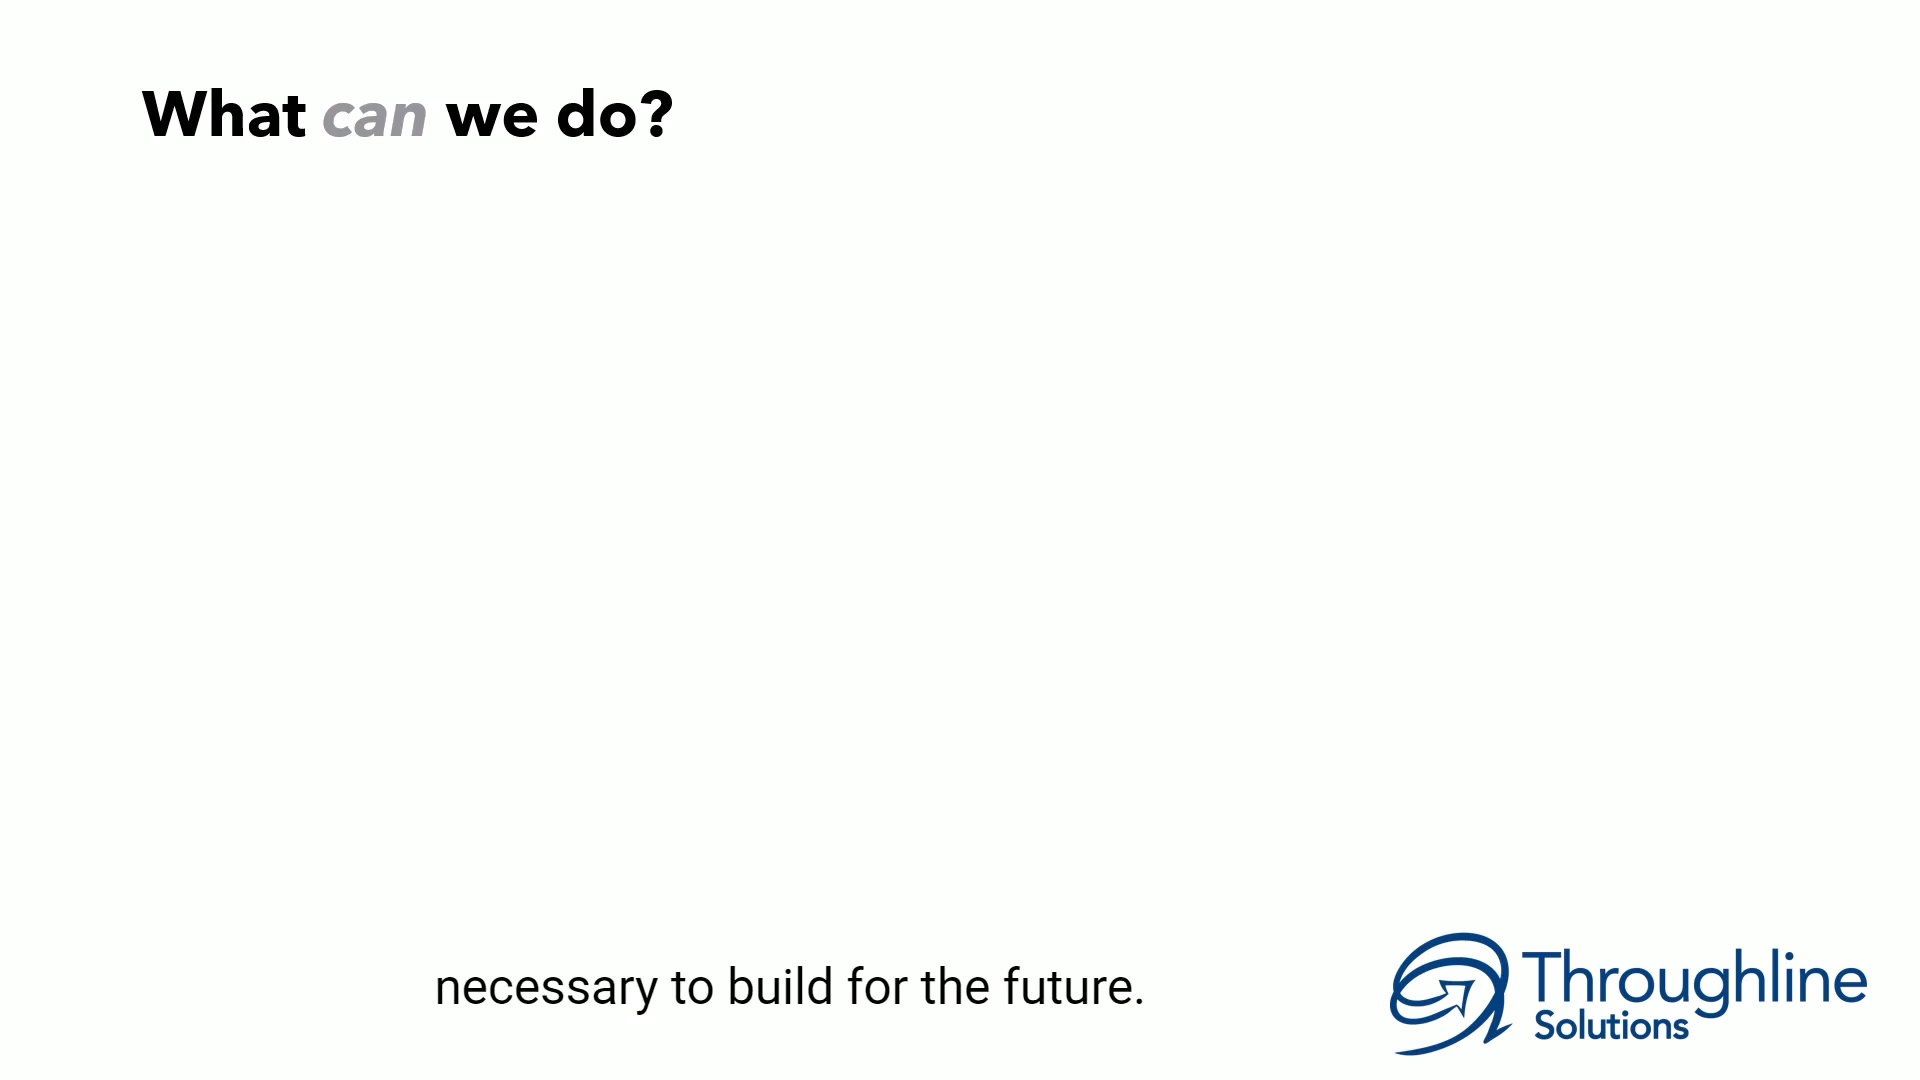 What can we do?
necessary to build for the future.
Throughline
Solutions